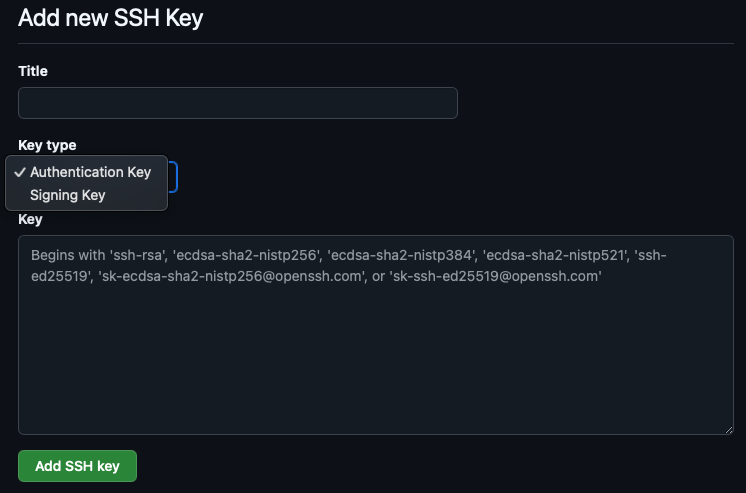 Add new SSH Key
Title
Key type
✓ Authentication Key
Signing Key
Key
Begins with 'ssh-rsa', 'ecdsa-sha2-nistp256', 'ecdsa-sha2-nistp384', 'ecdsa-sha2-nistp521', 'ssh-
ed25519', 'sk-ecdsa-sha2-nistp256@openssh.com', or 'sk-ssh-ed25519@openssh.com'
Add SSH key